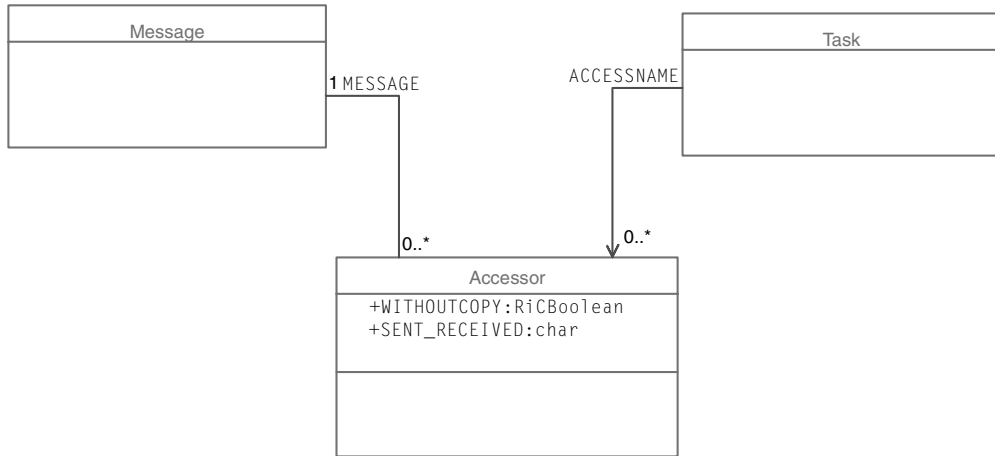 Message
Task
1 MESSAGE
ACCESSNAME
0..*
0..*
Accessor
+WITHOUTCOPY:RiCBoolean
+SENT_RECEIVED:char